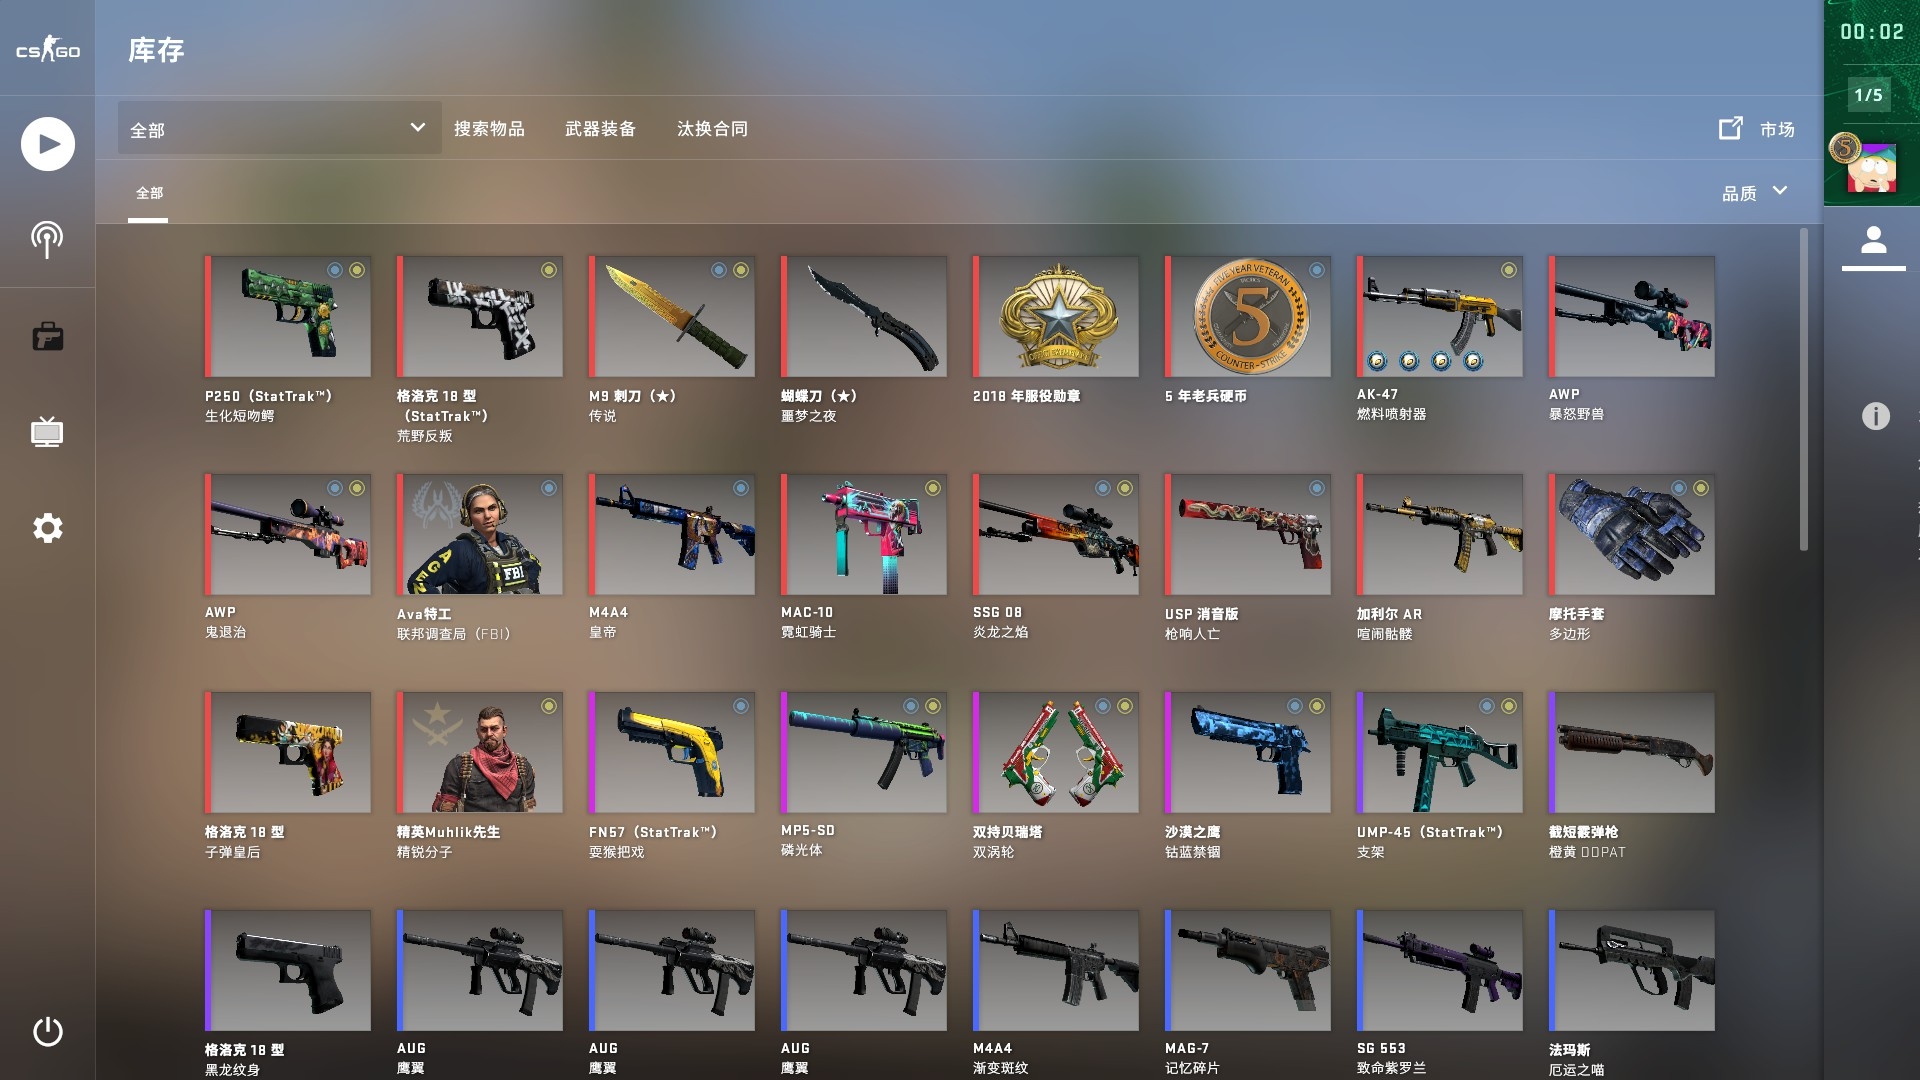 CS GO
库存
00:02
1/5
全部
搜索物品
武器装备
汰换合同
市场
全部
品质
FIVE YEAR VETERAN
5
COUNTER-STRIKE
P250（StatTrak™）
生化短吻鳄
格洛克 18 型
（StatTrak™）
荒野反叛
M9 刺刀（★）
传说
蝴蝶刀（★）
噩梦之夜
2018 年服役勋章
5 年老兵硬币
AK-47
燃料喷射器
AWP
暴怒野兽
AGEN
FBI
AWP
鬼退治
Ava特工
联邦调查局（FBI）
M4A4
皇帝
MAC-10
霓虹骑士
SSG 08
炎龙之焰
USP 消音版
枪响人亡
加利尔 AR
喧闹骷髅
摩托手套
多边形
格洛克 18 型
子弹皇后
精英Muhlik先生
精锐分子
FN57（StatTrak™）
耍猴把戏
MP5-SD
磷光体
双持贝瑞塔
双涡轮
沙漠之鹰
钴蓝禁锢
UMP-45（StatTrak™）
支架
截短霰弹枪
橙黄 □□PAT
格洛克 18 型
黑龙纹身
AUG
鹰翼
AUG
鹰翼
AUG
鹰翼
M4A4
渐变斑纹
MAG-7
记忆碎片
SG 553
致命紫罗兰
法玛斯
厄运之喵